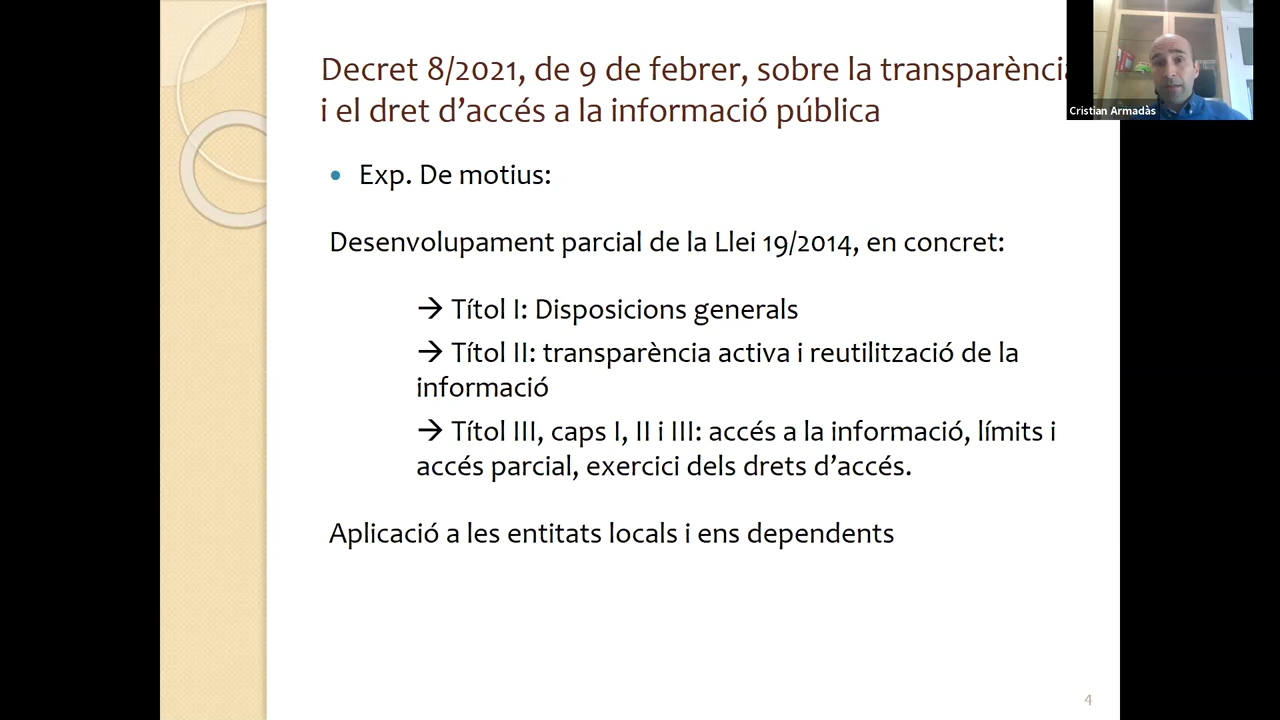 Decret 8/2021, de 9 de febrer, sobre la transparència
i el dret d’accés a la informació pública
Cristian Armadàs
• Exp. De motius:
Desenvolupament parcial de la Llei 19/2014, en concret:
→ Títol I: Disposicions generals
→ Títol II: transparència activa i reutilització de la
informació
→ Títol III, caps I, II i III: accés a la informació, límits i
accés parcial, exercici dels drets d’accés.
Aplicació a les entitats locals i ens dependents
4